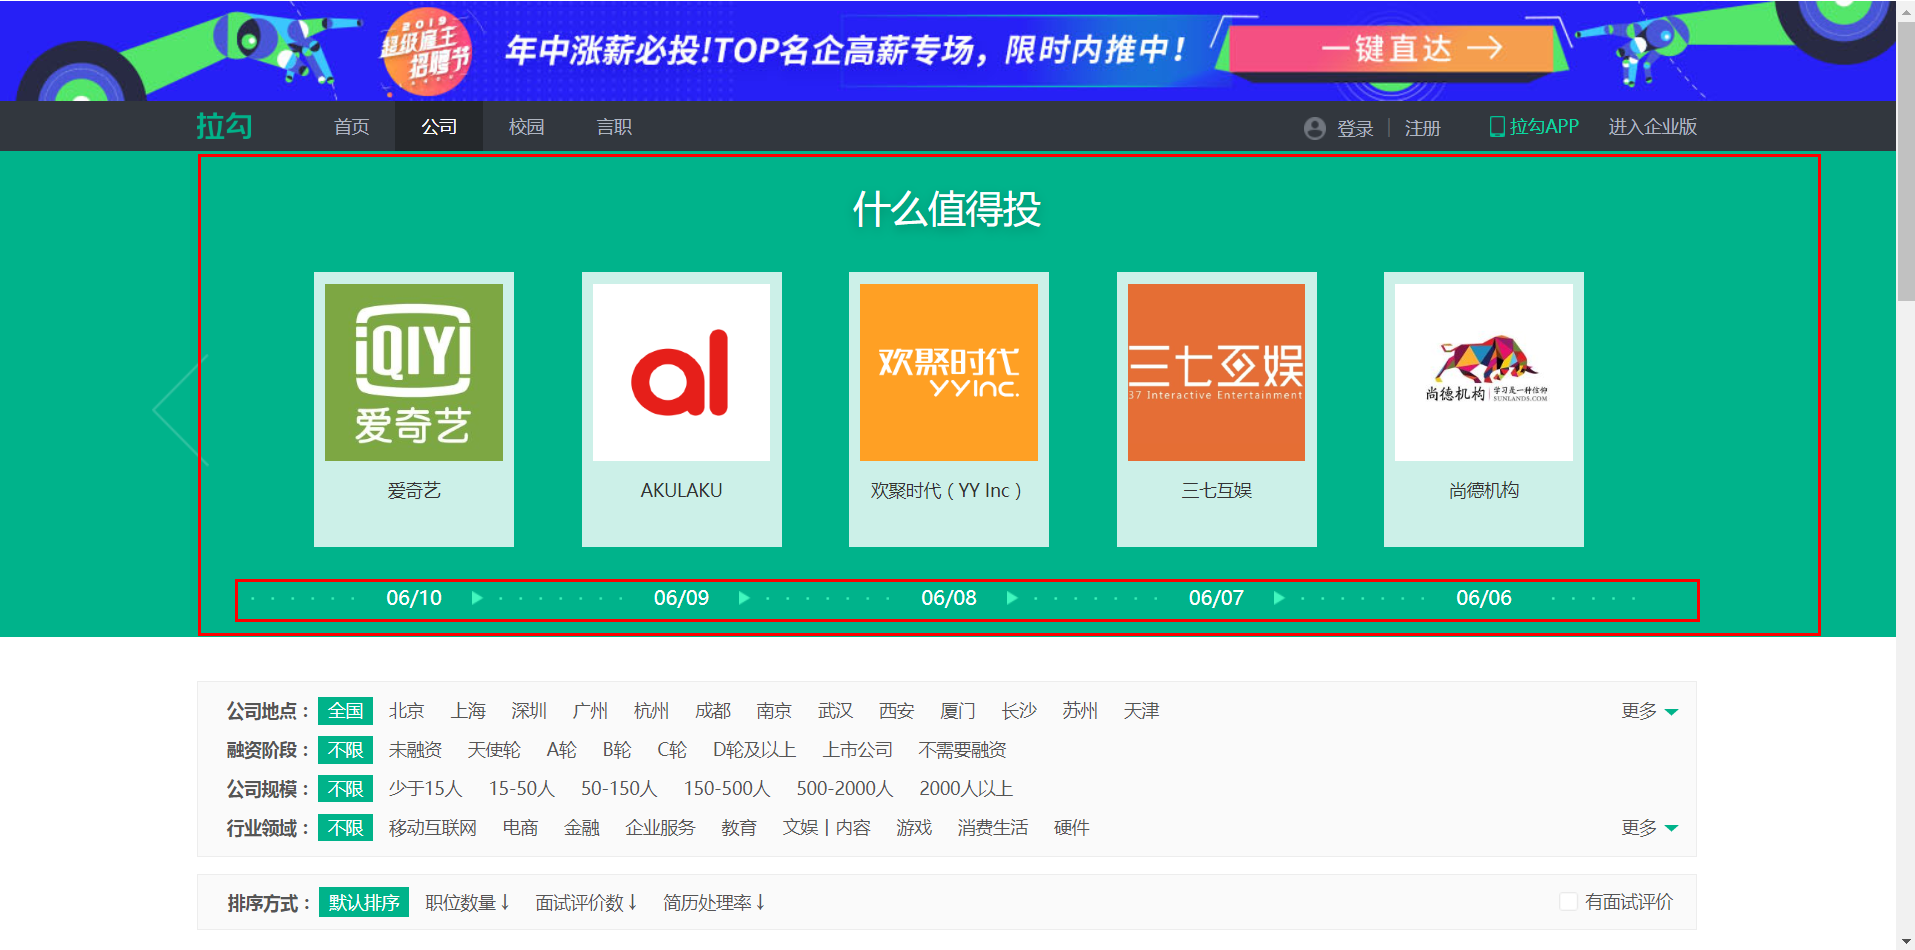 2019
超级雇主
招聘节
年中涨薪必投!TOP名企高薪专场，限时内推中！
一键直达
拉勾 首页 公司 校园 言职 登录 注册 拉勾APP 进入企业版
什么值得投
iQIYI
爱奇艺
al
欢聚时代
YYInc.
三七互娱
37 Interactive Entertainment
尚德机构 学习是一种信仰
SUNLANDS.COM
爱奇艺 AKULAKU 欢聚时代 ( YY Inc ) 三七互娱 尚德机构
06/10 06/09 06/08 06/07 06/06
公司地点： 全国 北京 上海 深圳 广州 杭州 成都 南京 武汉 西安 厦门 长沙 苏州 天津 更多
融资阶段： 不限 未融资 天使轮 A轮 B轮 C轮 D轮及以上 上市公司 不需要融资
公司规模： 不限 少于15人 15-50人 50-150人 150-500人 500-2000人 2000人以上
行业领域： 不限 移动互联网 电商 金融 企业服务 教育 文娱丨内容 游戏 消费生活 硬件 更多
排序方式： 默认排序 职位数量↓ 面试评价数↓ 简历处理率↓ 有面试评价